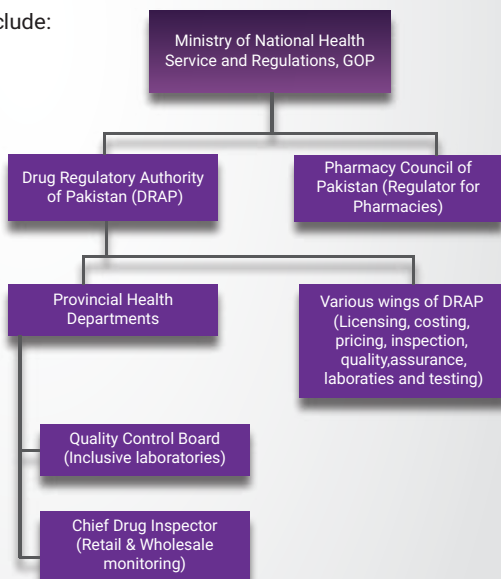 clude:
Ministry of National Health
Service and Regulations, GOP
Drug Regulatory Authority
of Pakistan (DRAP)
Pharmacy Council of
Pakistan (Regulator for
Pharmacies)
Provincial Health
Departments
Various wings of DRAP
(Licensing, costing,
pricing, inspection,
quality,assurance,
laboraties and testing)
Quality Control Board
(Inclusive laboratories)
Chief Drug Inspector
(Retail & Wholesale
monitoring)